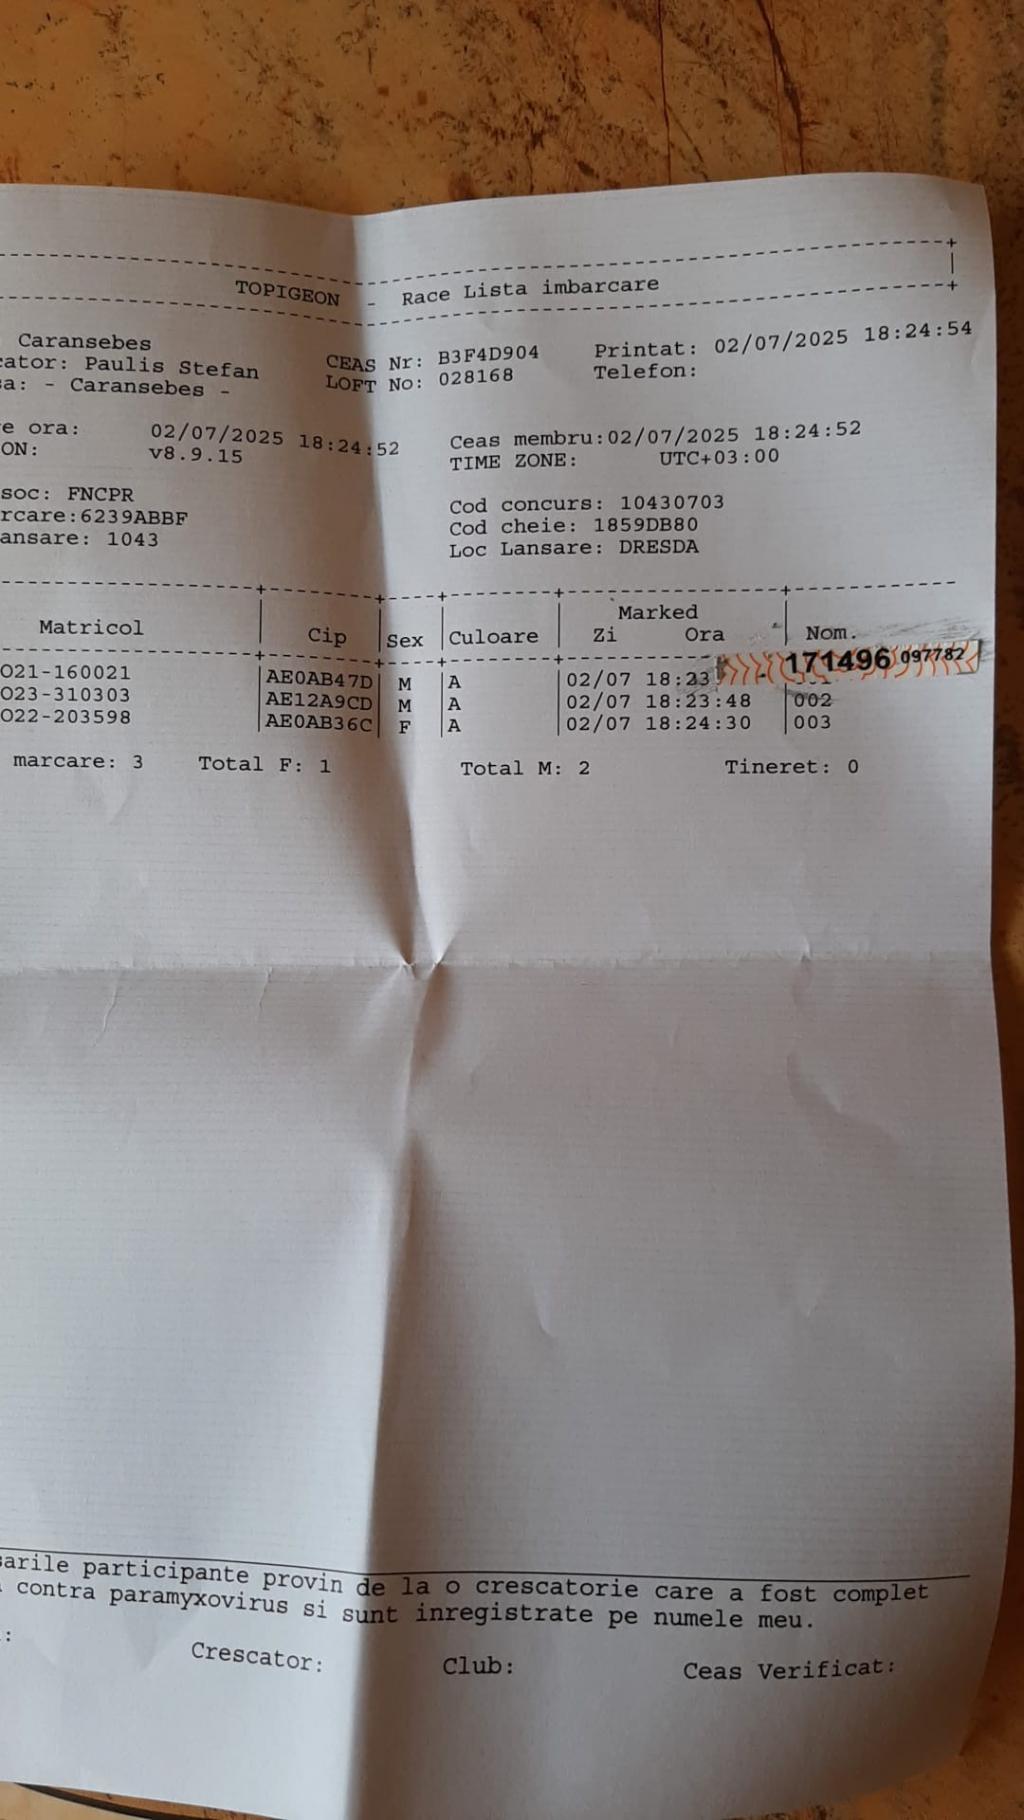 TOPIGEON - Race Lista imbarcare
Caransebes
cator: Paulis Stefan CEAS Nr: B3F4D904 Printat: 02/07/2025 18:24:54
sa: - Caransebes - LOFT No: 028168 Telefon:
e ora: 02/07/2025 18:24:52 Ceas membru:02/07/2025 18:24:52
ON: v8.9.15 TIME ZONE: UTC+03:00
soc: FNCPR Cod concurs: 10430703
rcare:6239ABBF Cod cheie: 1859DB80
ansare: 1043 Loc Lansare: DRESDA
Marked
Matricol Cip Sex Culoare Zi Ora Nom.
O21-160021 AE0AB47D M A 02/07 18:23 171496 097782
O23-310303 AE12A9CD M A 02/07 18:23:48 002
O22-203598 AE0AB36C F A 02/07 18:24:30 003
marcare: 3 Total F: 1 Total M: 2 Tineret: 0
sarile participante provin de la o crescatorie care a fost complet
contra paramyxovirus si sunt inregistrate pe numele meu.
: Crescator: Club: Ceas Verificat: